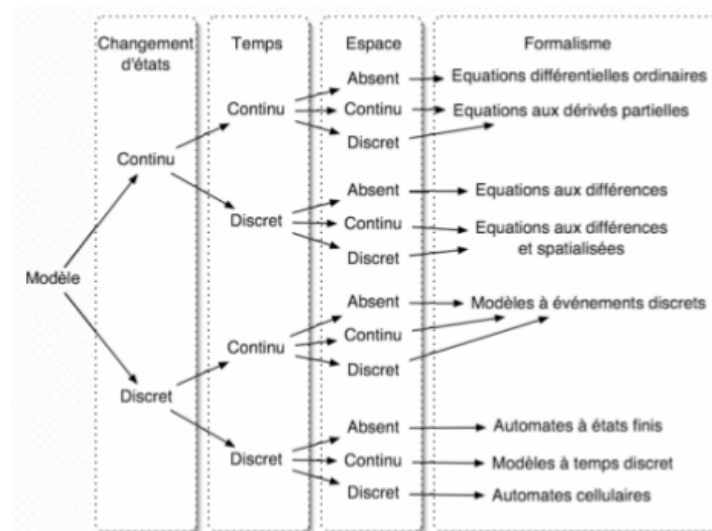 Changement
d'états
Temps
Espace
Formalisme
Absent
Equations différentielles ordinaires
Continu
Continu
Equations aux dérivés partielles
Discret
Continu
Absent
Equations aux différences
Discret
Continu
Equations aux différences
et spatialisées
Discret
Modèle
Absent
Modèles à événements discrets
Continu
Continu
Discret
Discret
Absent
Automates à états finis
Discret
Continu
Modèles à temps discret
Discret
Automates cellulaires